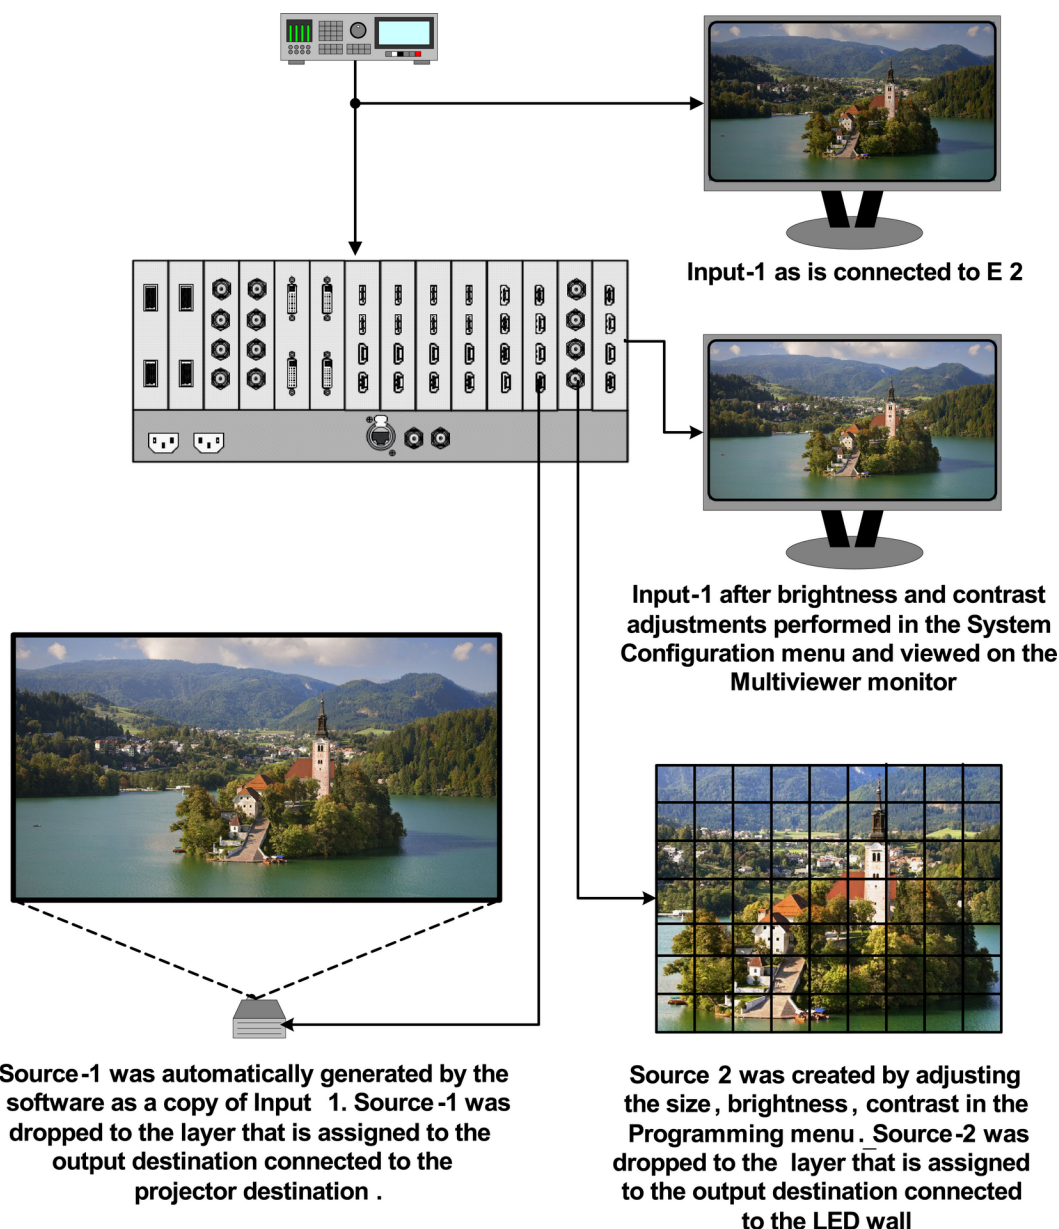 Input-1 as is connected to E 2
Input-1 after brightness and contrast
adjustments performed in the System
Configuration menu and viewed on the
Multiviewer monitor
Source-1 was automatically generated by the
software as a copy of Input 1. Source-1 was
dropped to the layer that is assigned to the
output destination connected to the
projector destination .
Source 2 was created by adjusting
the size, brightness, contrast in the
Programming menu. Source-2 was
dropped to the layer that is assigned
to the output destination connected
to the LED wall